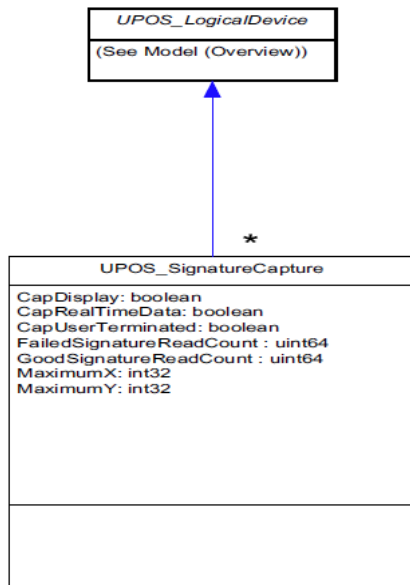 UPOS_LogicalDevice
(See Model (Overview))
*
UPOS_SignatureCapture
CapDisplay: boolean
CapRealTimeData: boolean
CapUserTerminated: boolean
FailedSignatureReadCount : uint64
GoodSignatureReadCount : uint64
MaximumX: int32
MaximumY: int32